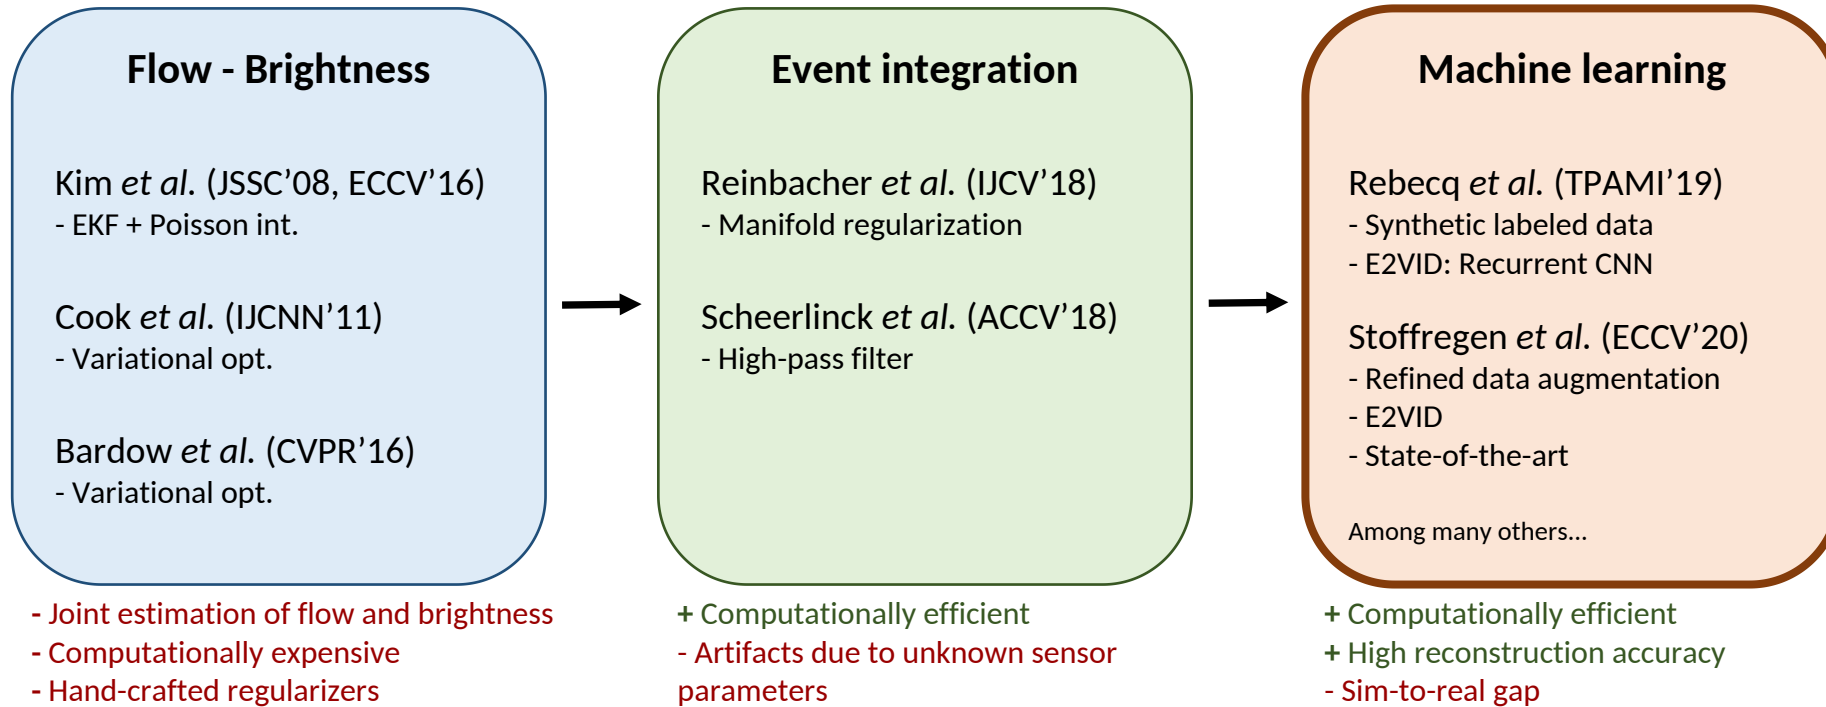 Flow - Brightness
Kim et al. (JSSC’08, ECCV’16)
- EKF + Poisson int.
Cook et al. (IJCNN’11)
- Variational opt.
Bardow et al. (CVPR’16)
- Variational opt.
- Joint estimation of flow and brightness
- Computationally expensive
- Hand-crafted regularizers
Event integration
Reinbacher et al. (IJCV’18)
- Manifold regularization
Scheerlinck et al. (ACCV’18)
- High-pass filter
+ Computationally efficient
- Artifacts due to unknown sensor
parameters
Machine learning
Rebecq et al. (TPAMI’19)
- Synthetic labeled data
- E2VID: Recurrent CNN
Stoffregen et al. (ECCV’20)
- Refined data augmentation
- E2VID
- State-of-the-art
Among many others...
+ Computationally efficient
+ High reconstruction accuracy
- Sim-to-real gap